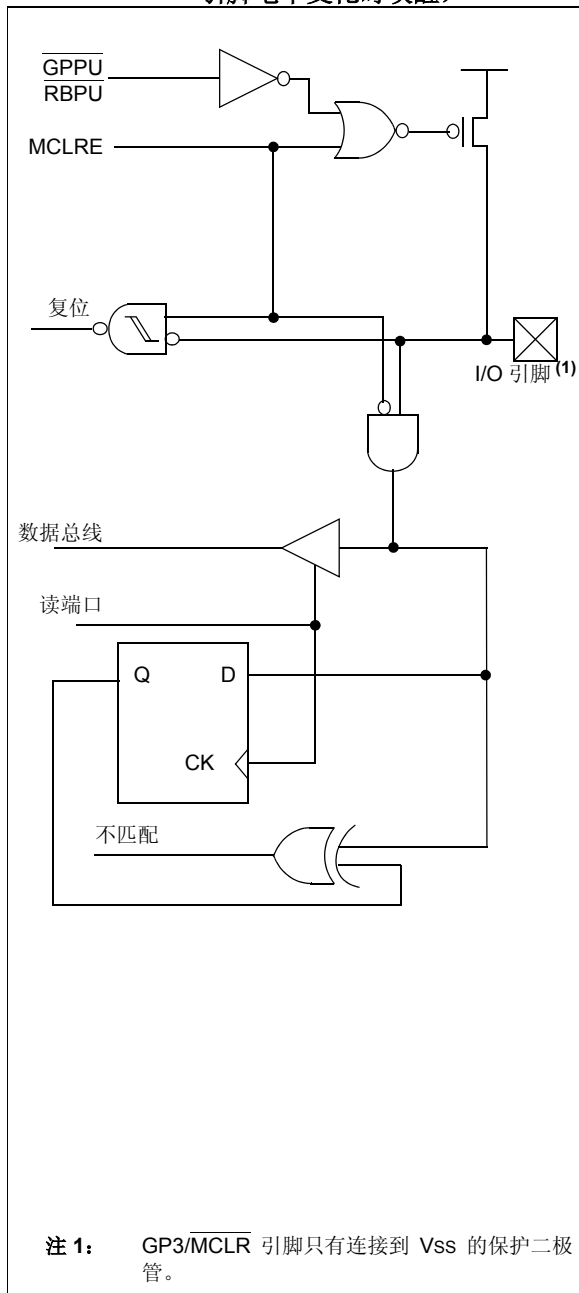 GPPU
RBPU
MCLRE
复位
I/O 引脚 (1)
数据总线
读端口
Q D
CK
不匹配
注 1: GP3/MCLR 引脚只有连接到 Vss 的保护二极
管。